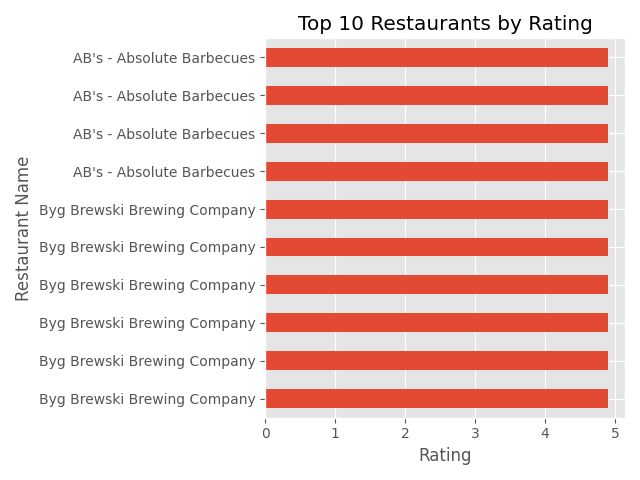 Top 10 Restaurants by Rating
Restaurant Name
AB's - Absolute Barbecues
AB's - Absolute Barbecues
AB's - Absolute Barbecues
AB's - Absolute Barbecues
Byg Brewski Brewing Company
Byg Brewski Brewing Company
Byg Brewski Brewing Company
Byg Brewski Brewing Company
Byg Brewski Brewing Company
Byg Brewski Brewing Company
0 1 2 3 4 5
Rating